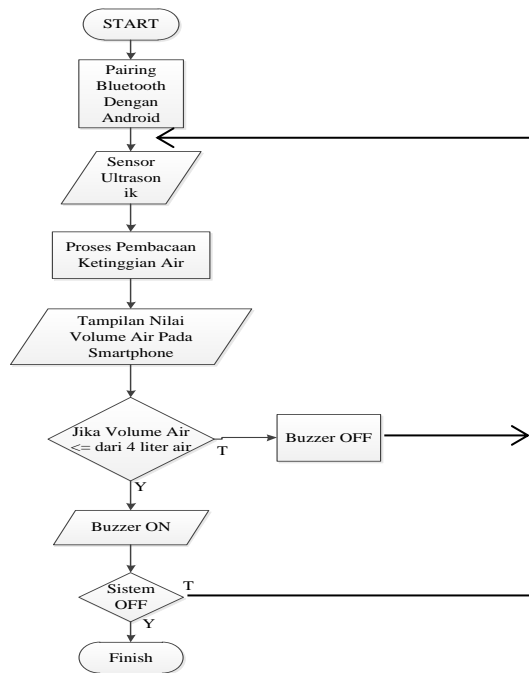 START
Pairing
Bluetooth
Dengan
Android
Sensor
Ultrason
ik
Proses Pembacaan
Ketinggian Air
Tampilan Nilai
Volume Air Pada
Smartphone
Jika Volume Air
<= dari 4 liter air
T
Buzzer OFF
Y
Buzzer ON
Sistem
OFF
T
Y
Finish